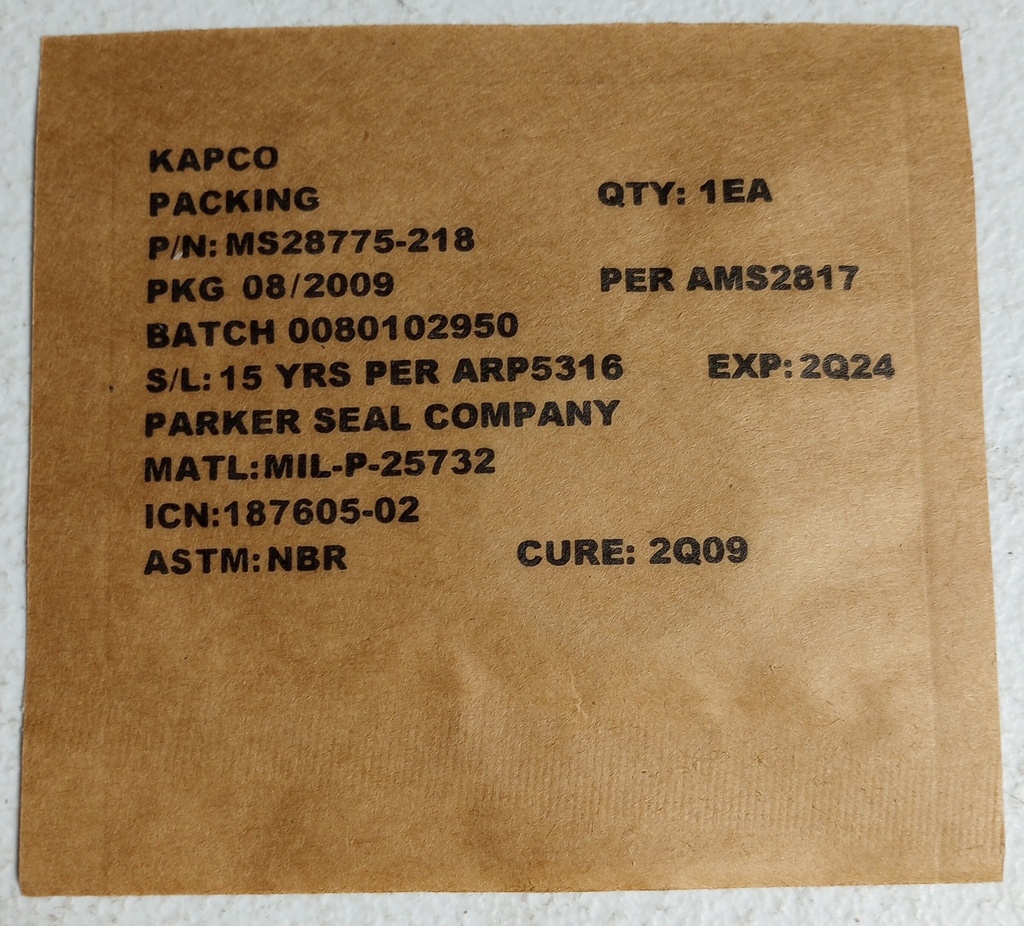 KAPCO
PACKING QTY: 1EA
P/N: MS28775-218
PKG 08/2009 PER AMS2817
BATCH 0080102950
S/L: 15 YRS PER ARP5316 EXP: 2Q24
PARKER SEAL COMPANY
MATL: MIL-P-25732
ICN: 187605-02
ASTM: NBR CURE: 2Q09